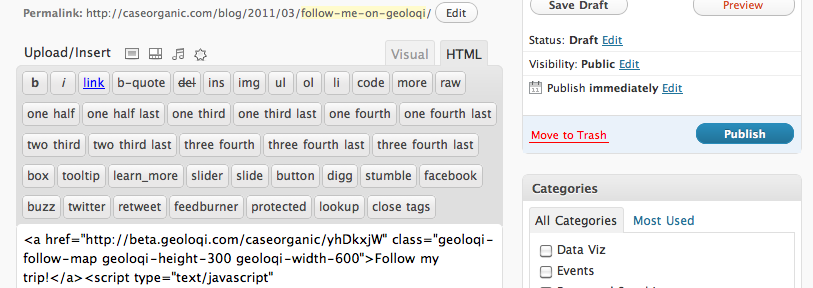 Permalink: http://caseorganic.com/blog/2011/03/follow-me-on-geoloqi/ Edit
Upload/Insert Visual HTML
b i link b-quote del ins img ul ol li code more raw
one half one half last one third one third last one fourth one fourth last
two third two third last three fourth three fourth last three fourth last
box tooltip learn_more slider slide button digg stumble facebook
buzz twitter retweet feedburner protected lookup close tags
<a href="http://beta.geoloqi.com/caseorganic/yhDkxjW" class="geoloqi-
follow-map geoloqi-height-300 geoloqi-width-600">Follow my
trip!</a><script type="text/javascript"
Save Draft Preview
Status: Draft Edit
Visibility: Public Edit
11 Publish immediately Edit
Move to Trash Publish
Categories
All Categories Most Used
Data Viz
Events